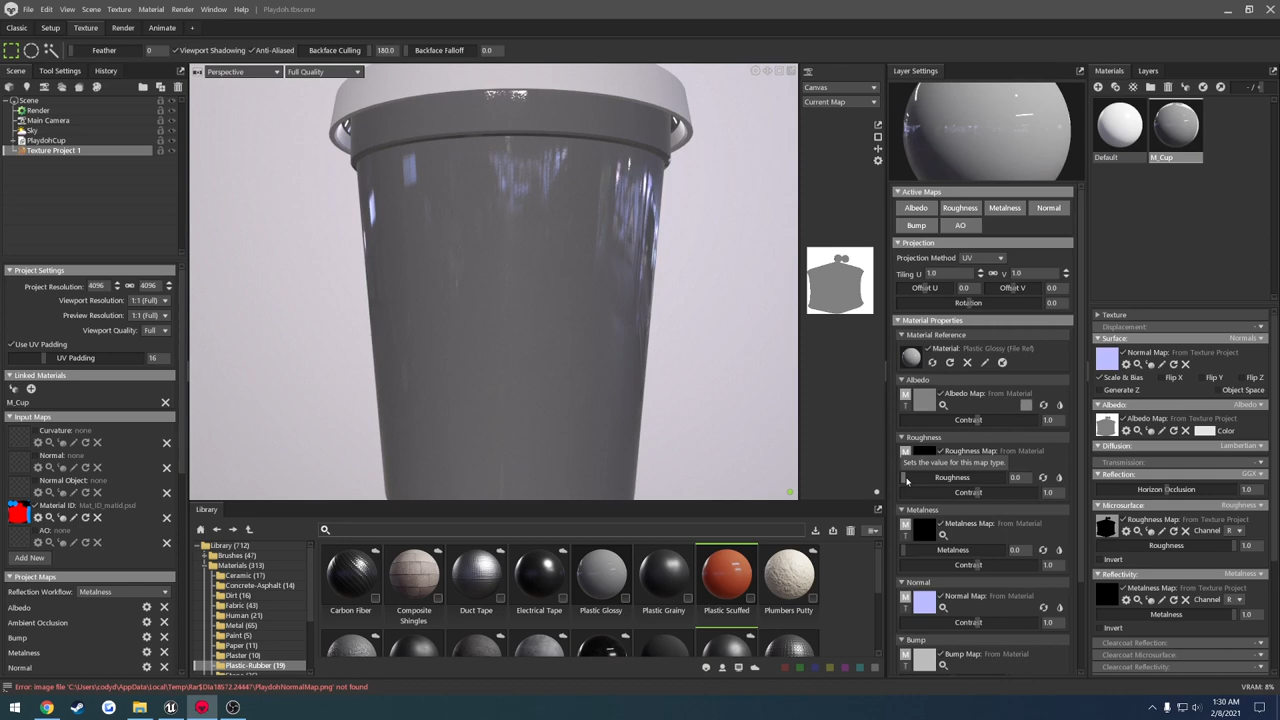 File Edit View Scene Texture Material Render Window Help Playdoh.tbscene
Classic Setup Texture Render Animate +
Feather 0 Viewport Shadowing Anti-Aliased Backface Culling 180.0 Backface Falloff 0.0
Scene Tool Settings History
Scene
Render
Main Camera
Sky
PlaydohCup
Texture Project 1
Project Settings
Project Resolution: 4096 4096
Viewport Resolution: 1:1 (Full)
Preview Resolution: 1:1 (Full)
Viewport Quality: Full
Use UV Padding
UV Padding 16
Linked Materials
M_Cup
Input Maps
Curvature: none
Normal: none
Normal Object: none
Material ID: Mat_ID_matid.psd
AO: none
Add New
Project Maps
Reflection Workflow: Metalness
Albedo
Ambient Occlusion
Bump
Metalness
Normal
Perspective Full Quality
Canvas
Current Map
Library
Library (712)
Brushes (47)
Materials (313)
Ceramic (17)
Concrete-Asphalt (14)
Dirt (16)
Fabric (43)
Human (21)
Metal (65)
Paint (5)
Paper (11)
Plaster (10)
Plastic-Rubber (19)
Carbon Fiber
Composite Shingles
Duct Tape
Electrical Tape
Plastic Glossy
Plastic Grainy
Plastic Scuffed
Plumbers Putty
Layer Settings
Active Maps
Albedo Roughness Metalness Normal
Bump AO
Projection
Projection Method UV
Tiling U 1.0 V 1.0
Offset U 0.0 Offset V 0.0
Rotation 0.0
Material Properties
Material Reference
Material: Plastic Glossy (File Ref)
Albedo
M Albedo Map: From Material
T
Contrast 1.0
Roughness
M Roughness Map: From Material
Sets the value for this map type.
Roughness 0.0
Contrast 1.0
Metalness
M Metalness Map: From Material
T
Metalness 0.0
Contrast 1.0
Normal
M Normal Map: From Material
T
Contrast 1.0
Bump
M Bump Map: From Material
T
Materials Layers
- / -
Default
M_Cup
Texture
Displacement:
Surface: Normals
Normal Map: From Texture Project
Scale & Bias Flip X Flip Y Flip Z
Generate Z Object Space
Albedo: Albedo
Albedo Map: From Texture Project
Color
Diffusion: Lambertian
Transmission:
Reflection: GGX
Horizon Occlusion 1.0
Microsurface: Roughness
Roughness Map: From Texture Project
Channel R
Roughness 1.0
Invert
Reflectivity: Metalness
Metalness Map: From Texture Project
Channel R
Metalness 1.0
Invert
Clearcoat Reflection:
Clearcoat Microsurface:
Clearcoat Reflectivity:
VRAM: 8%
1:30 AM
2/8/2021